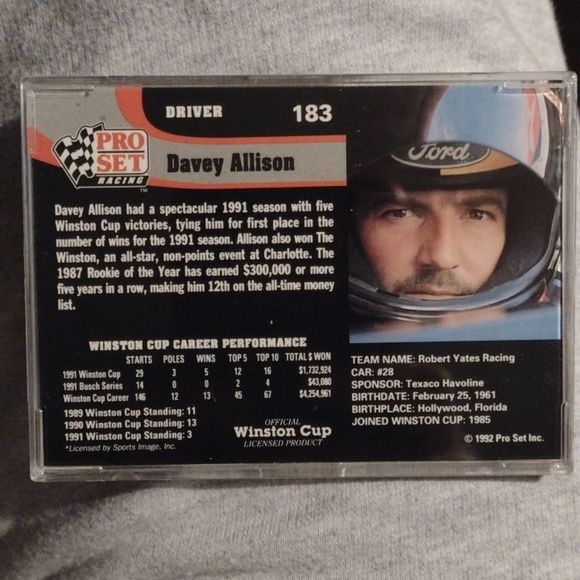 DRIVER 183
PRO
SET
RACING
TM
Davey Allison
Ford
Davey Allison had a spectacular 1991 season with five
Winston Cup victories, tying him for first place in the
number of wins for the 1991 season. Allison also won The
Winston, an all-star, non-points event at Charlotte. The
1987 Rookie of the Year has earned $300,000 or more
five years in a row, making him 12th on the all-time money
list.
WINSTON CUP CAREER PERFORMANCE
STARTS POLES WINS TOP 5 TOP 10 TOTAL $ WON
1991 Winston Cup 29 3 5 12 16 $1,732,924
1991 Busch Series 14 0 0 0 0 $43,080
Winston Cup Career 146 12 13 45 67 $4,254,961
1989 Winston Cup Standing: 11
1990 Winston Cup Standing: 13
1991 Winston Cup Standing: 3
*Licensed by Sports Image, Inc.
OFFICIAL
Winston Cup
LICENSED PRODUCT
TEAM NAME: Robert Yates Racing
CAR: #28
SPONSOR: Texaco Havoline
BIRTHDATE: February 25, 1961
BIRTHPLACE: Hollywood, Florida
JOINED WINSTON CUP: 1985
© 1992 Pro Set Inc.